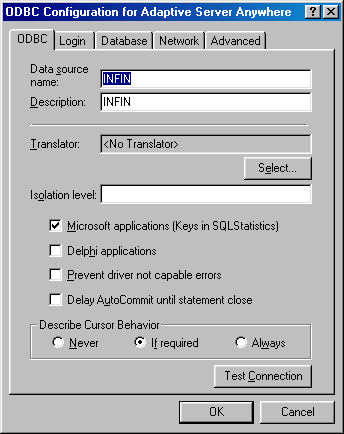 ODBC Configuration for Adaptive Server Anywhere ? ×
ODBC Login Database Network Advanced
Data source
name: INFIN
Description: INFIN
Translator: <No Translator>
Select...
Isolation level:
Microsoft applications (Keys in SQLStatistics)
Delphi applications
Prevent driver not capable errors
Delay AutoCommit until statement close
Describe Cursor Behavior
Never If required Always
Test Connection
OK Cancel